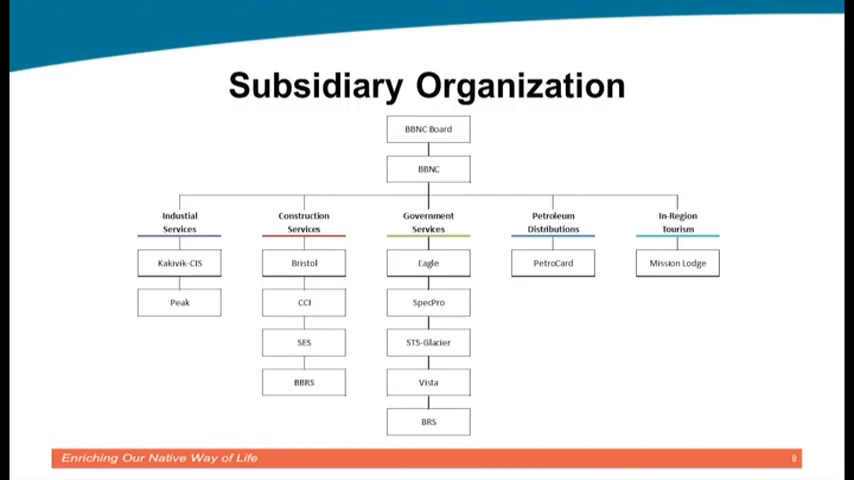 Subsidiary Organization
BBNC Board
BBNC
Industial
Services
Construction
Services
Government
Services
Petroleum
Distributions
In-Region
Tourism
Kakivik-CIS
Bristol
Eagle
PetroCard
Mission Lodge
Peak
CCI
SpecPro
SES
STS-Glacier
BBRS
Vista
BRS
Enriching Our Native Way of Life
8